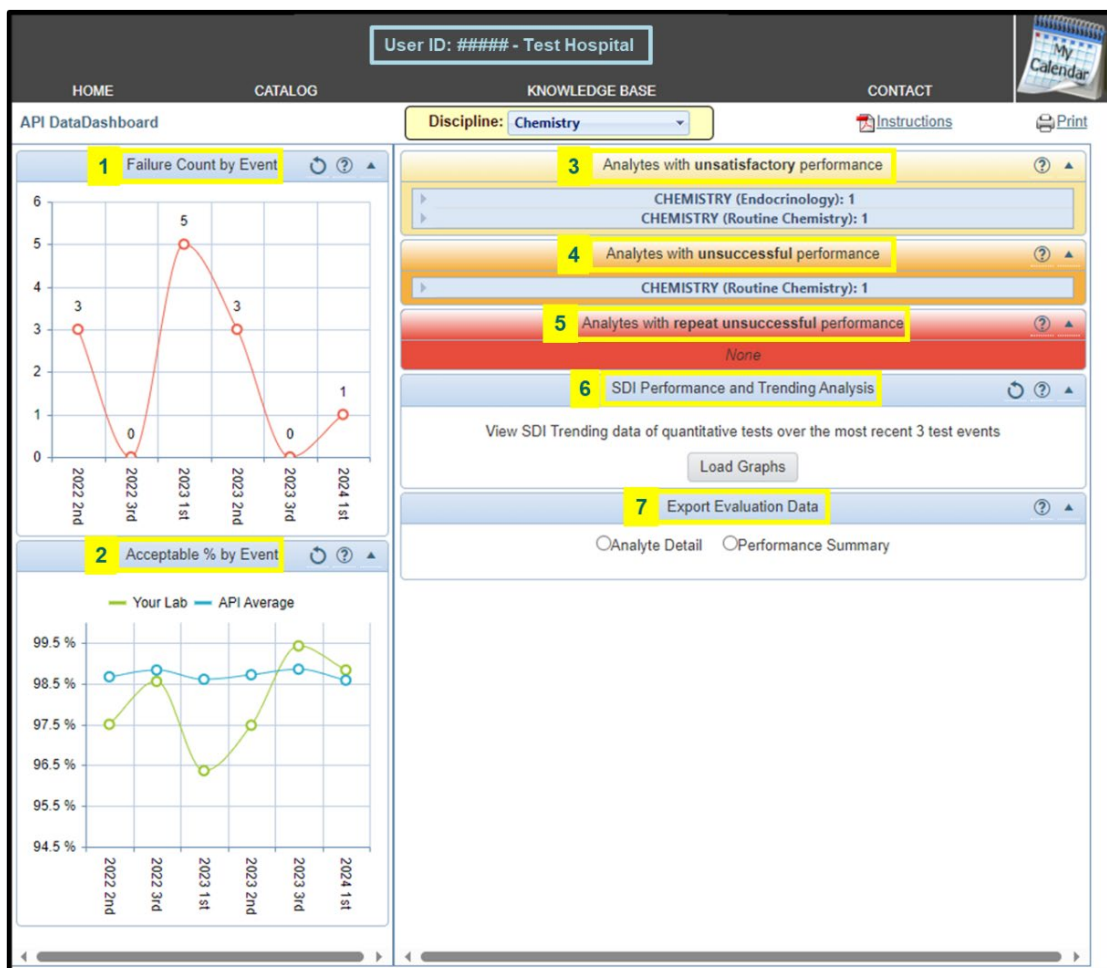 User ID: ##### - Test Hospital
My
Calendar
HOME CATALOG KNOWLEDGE BASE CONTACT
API DataDashboard
Discipline: Chemistry
Instructions
Print
1 Failure Count by Event
6
5
4
3
2
1
0
3
0
5
3
0
1
2022 2nd
2022 3rd
2023 1st
2023 2nd
2023 3rd
2024 1st
2 Acceptable % by Event
Your Lab API Average
99.5 %
98.5 %
97.5 %
96.5 %
95.5 %
94.5 %
2022 2nd
2022 3rd
2023 1st
2023 2nd
2023 3rd
2024 1st
3 Analytes with unsatisfactory performance
CHEMISTRY (Endocrinology): 1
CHEMISTRY (Routine Chemistry): 1
4 Analytes with unsuccessful performance
CHEMISTRY (Routine Chemistry): 1
5 Analytes with repeat unsuccessful performance
None
6 SDI Performance and Trending Analysis
View SDI Trending data of quantitative tests over the most recent 3 test events
Load Graphs
7 Export Evaluation Data
Analyte Detail Performance Summary